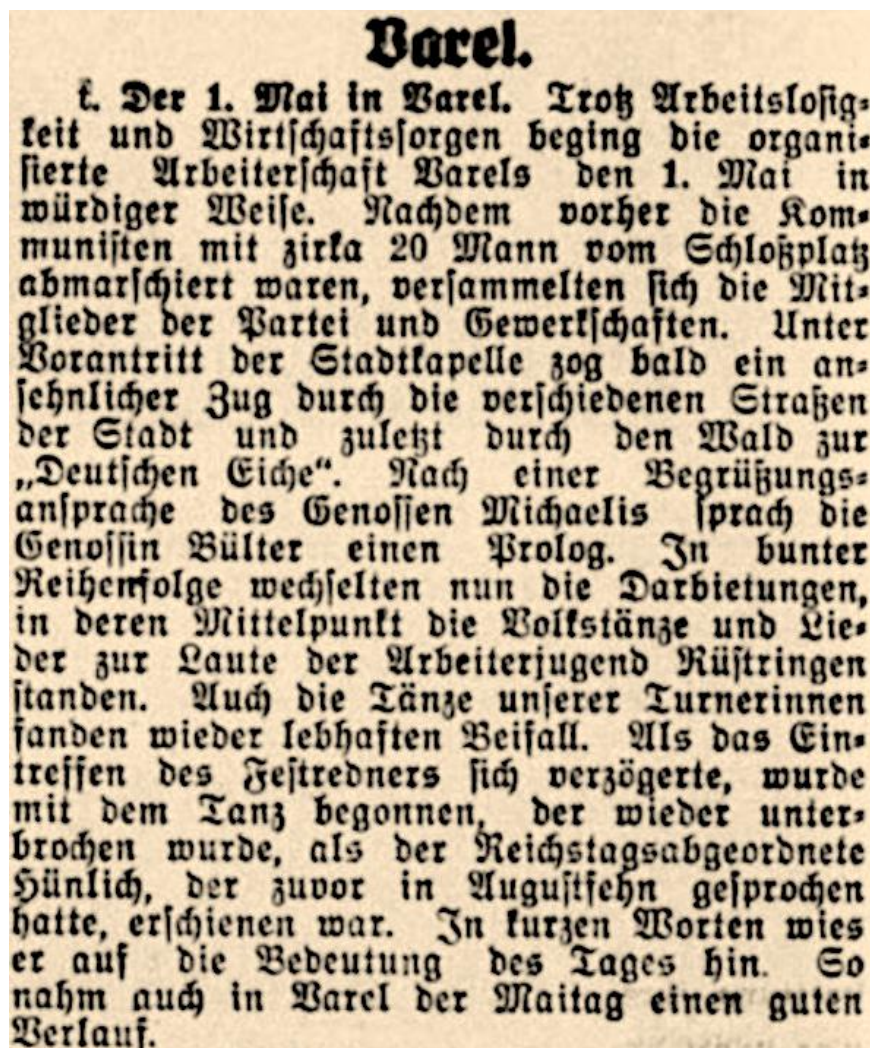 Varel.
k. Der 1. Mai in Varel. Trotz Arbeitslosig-
keit und Wirtschaftssorgen beging die organi-
sierte Arbeiterschaft Varels den 1. Mai in
würdiger Weise. Nachdem vorher die Kom-
munisten mit zirka 20 Mann vom Schloßplatz
abmarschiert waren, versammelten sich die Mit-
glieder der Partei und Gewerkschaften. Unter
Vorantritt der Stadtkapelle zog bald ein an-
sehnlicher Zug durch die verschiedenen Straßen
der Stadt und zuletzt durch den Wald zur
„Deutschen Eiche“. Nach einer Begrüßungs-
ansprache des Genossen Michaelis sprach die
Genossin Bülter einen Prolog. In bunter
Reihenfolge wechselten nun die Darbietungen,
in deren Mittelpunkt die Volkstänze und Lie-
der zur Laute der Arbeiterjugend Rüstringen
standen. Auch die Tänze unserer Turnerinnen
fanden wieder lebhaften Beifall. Als das Ein-
treffen des Festredners sich verzögerte, wurde
mit dem Tanz begonnen, der wieder unter-
brochen wurde, als der Reichstagsabgeordnete
Hünlich, der zuvor in Augustfehn gesprochen
hatte, erschienen war. In kurzen Worten wies
er auf die Bedeutung des Tages hin. So
nahm auch in Varel der Maitag einen guten
Verlauf.